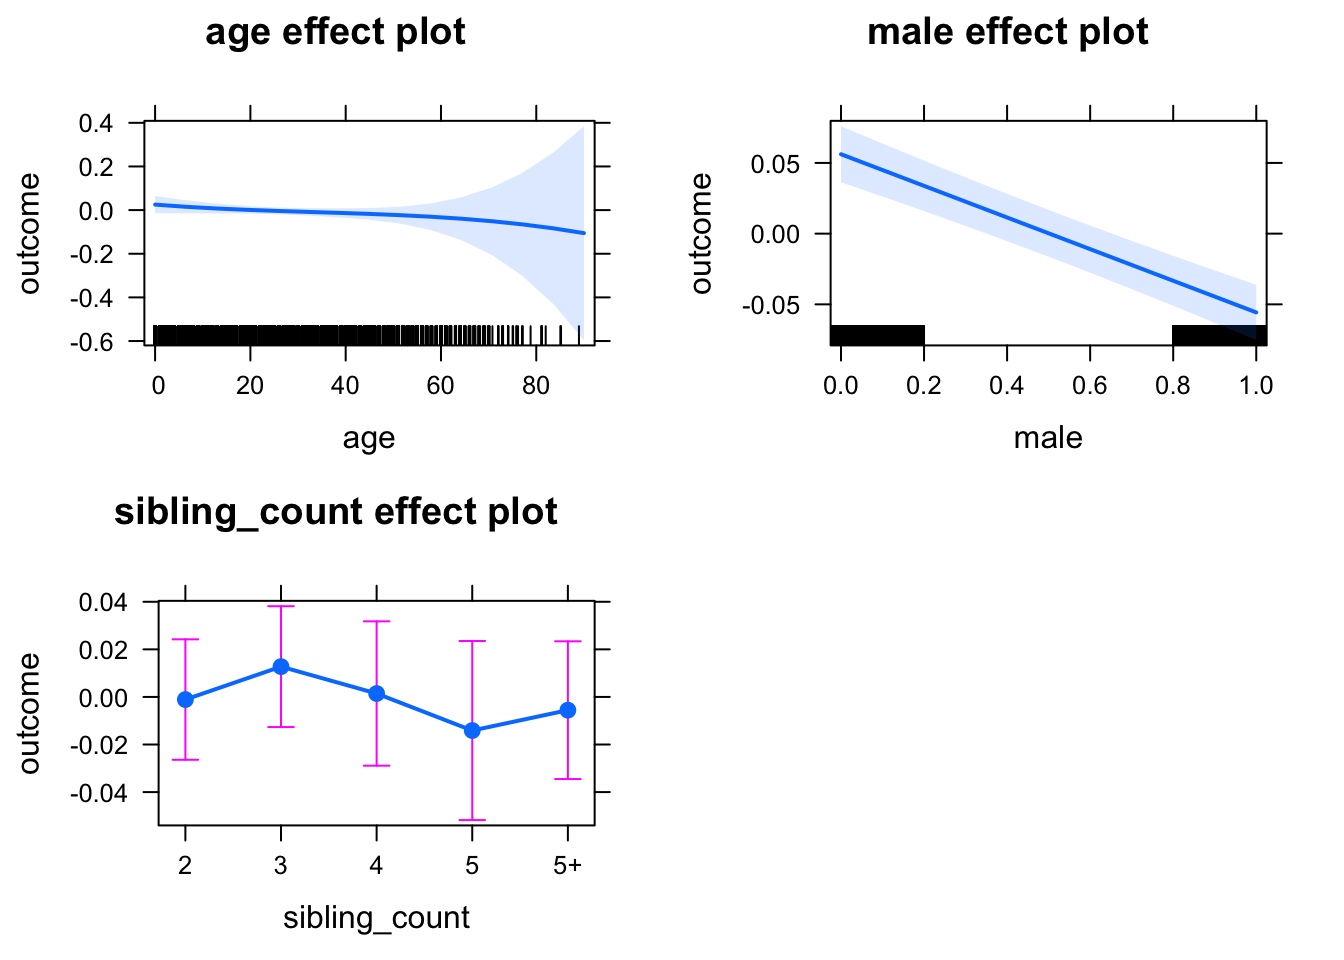 age effect plot
outcome
0.4
0.2
0.0
-0.2
-0.4
-0.6
0 20 40 60 80
age
male effect plot
outcome
0.05
0.00
-0.05
0.0 0.2 0.4 0.6 0.8 1.0
male
sibling_count effect plot
outcome
0.04
0.02
0.00
-0.02
-0.04
2 3 4 5 5+
sibling_count